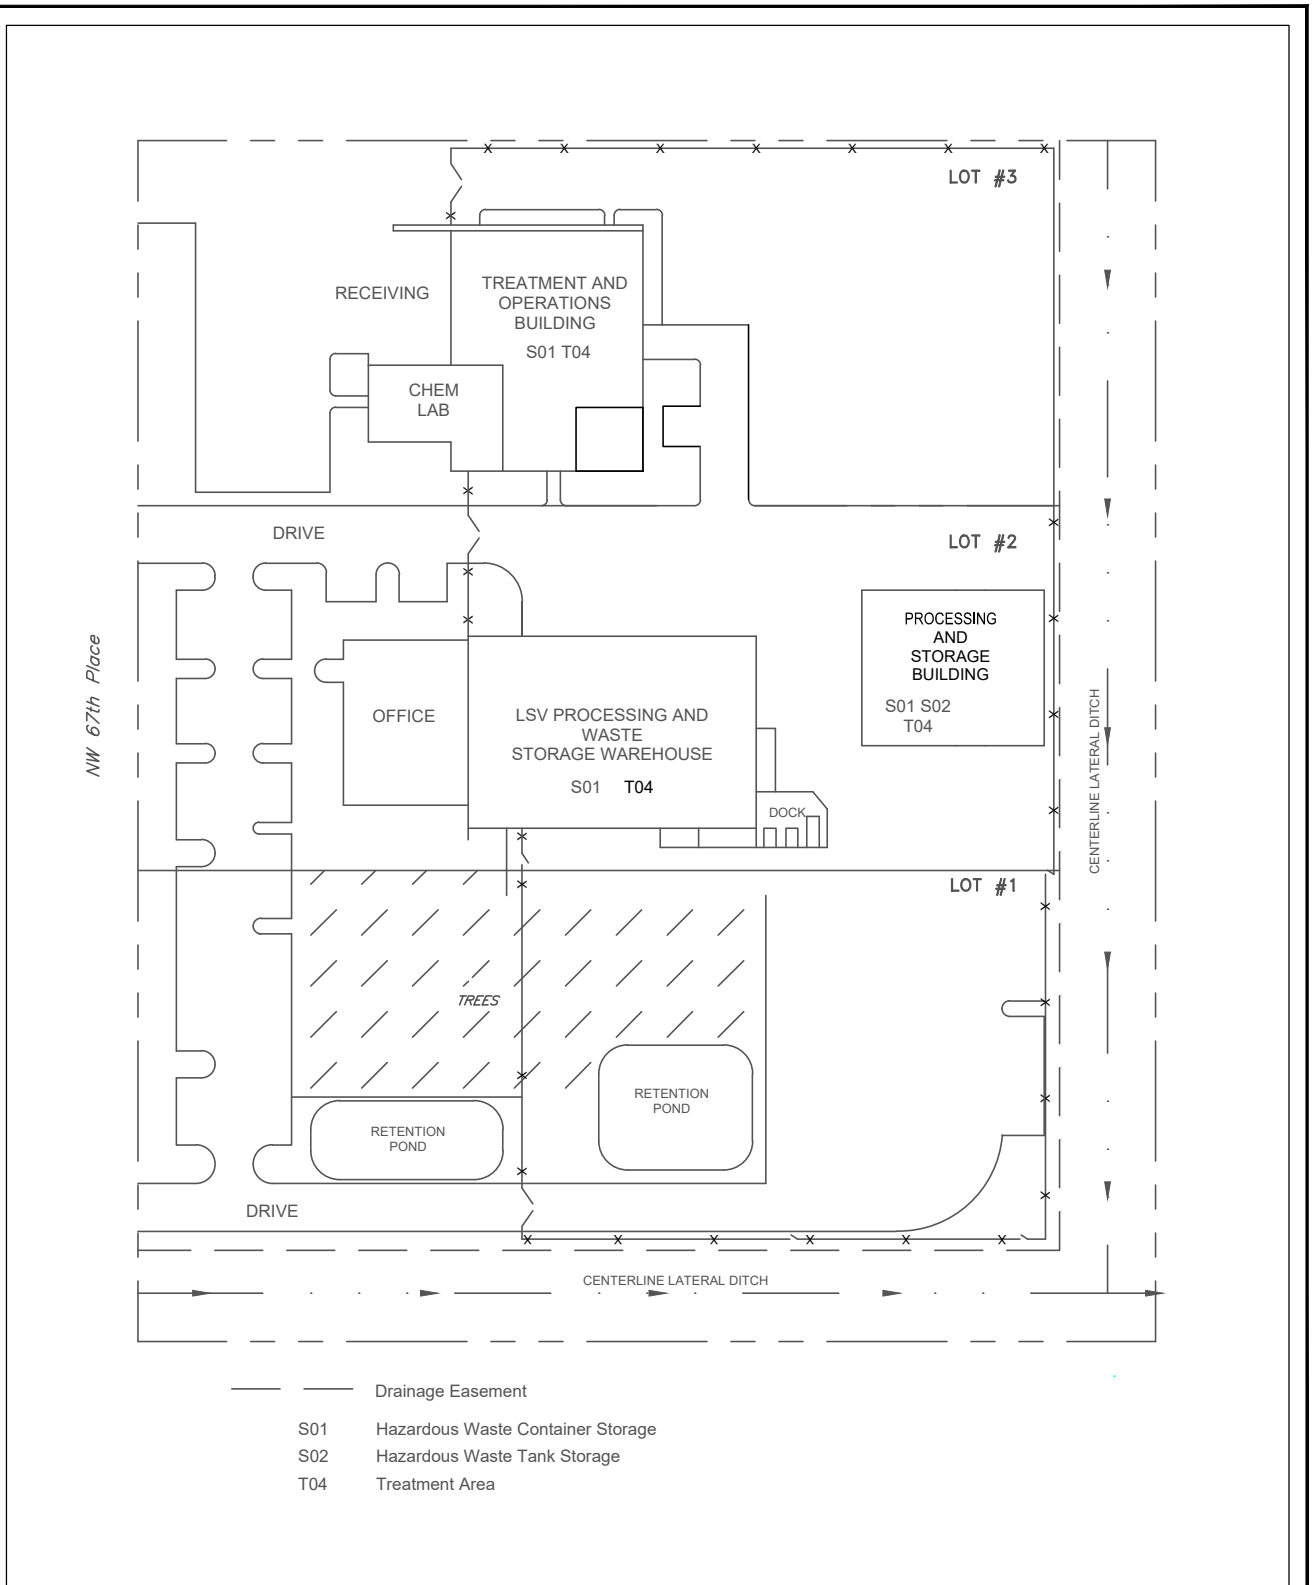 LOT #3
RECEIVING
TREATMENT AND
OPERATIONS
BUILDING
S01 T04
CHEM
LAB
DRIVE
LOT #2
NW 67th Place
PROCESSING
AND
STORAGE
BUILDING
S01 S02
T04
OFFICE
LSV PROCESSING AND
WASTE
STORAGE WAREHOUSE
S01 T04
DOCK
CENTERLINE LATERAL DITCH
LOT #1
TREES
RETENTION
POND
RETENTION
POND
DRIVE
CENTERLINE LATERAL DITCH
Drainage Easement
S01 Hazardous Waste Container Storage
S02 Hazardous Waste Tank Storage
T04 Treatment Area